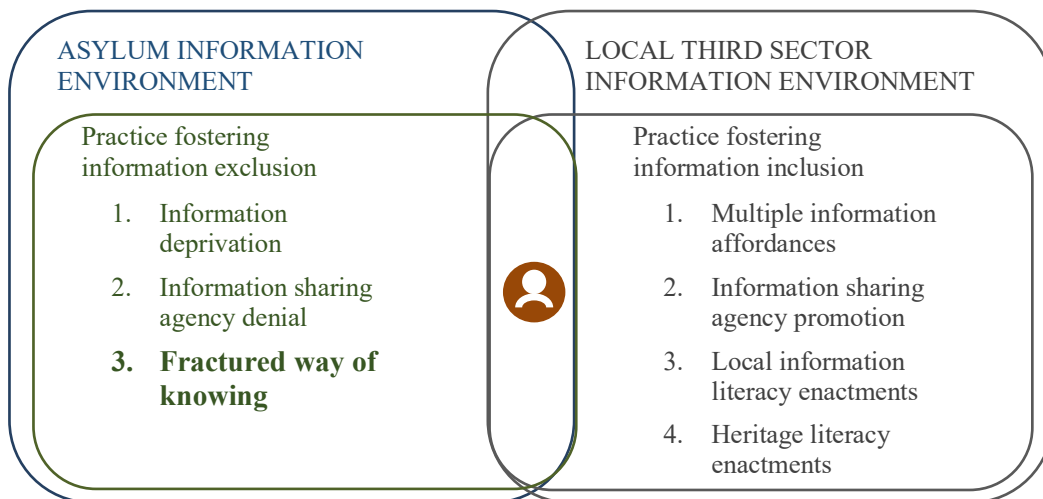 ASYLUM INFORMATION
ENVIRONMENT
Practice fostering
information exclusion
1. Information
deprivation
2. Information sharing
agency denial
3. Fractured way of
knowing
LOCAL THIRD SECTOR
INFORMATION ENVIRONMENT
Practice fostering
information inclusion
1. Multiple information
affordances
2. Information sharing
agency promotion
3. Local information
literacy enactments
4. Heritage literacy
enactments